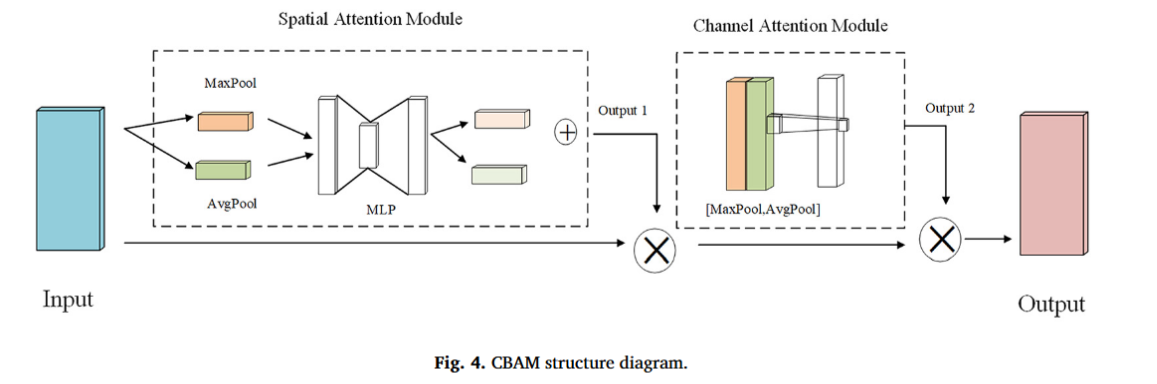 Spatial Attention Module
Channel Attention Module
MaxPool
AvgPool
MLP
Output 1
[MaxPool,AvgPool]
Output 2
Input
Output
Fig. 4. CBAM structure diagram.